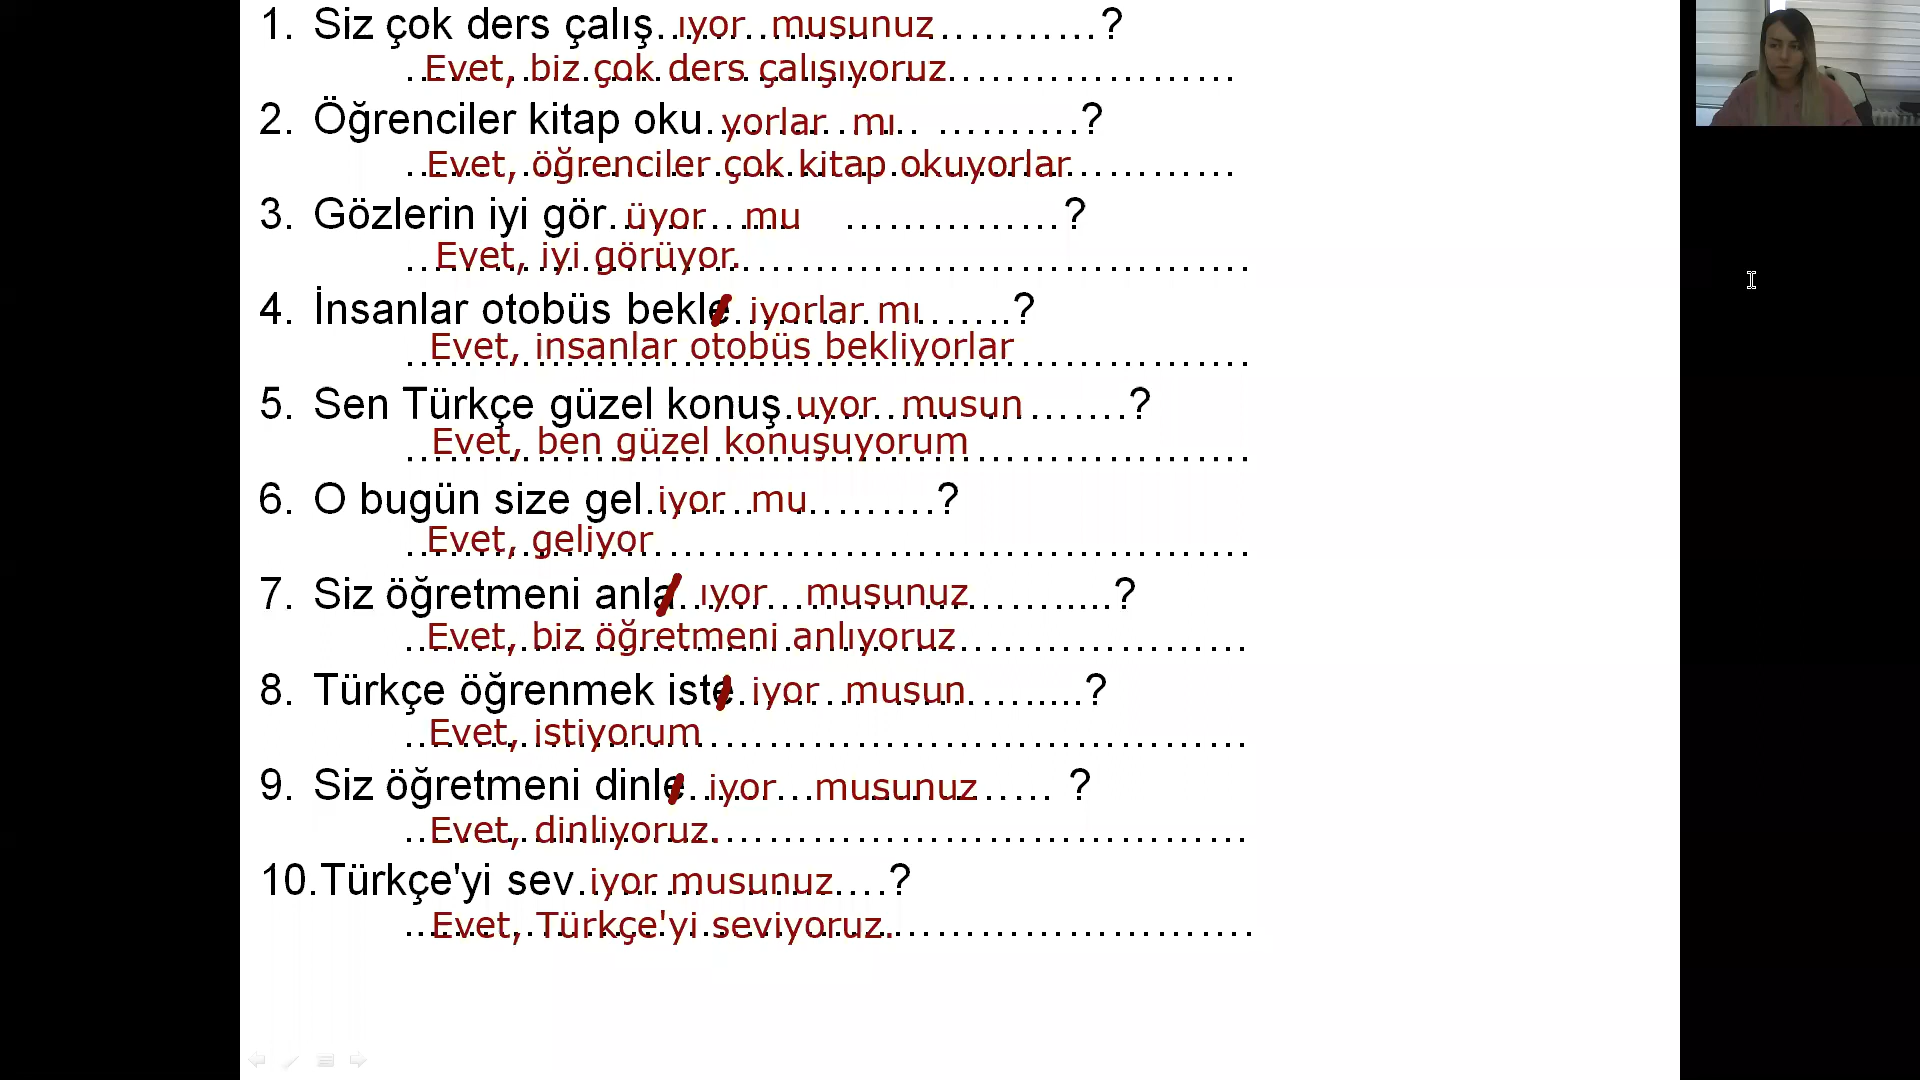 1. Siz çok ders çalış..ıyor musunuz…………?
Evet, biz çok ders çalışıyoruz
2. Öğrenciler kitap oku..yorlar mı.. ……….?
Evet, öğrenciler çok kitap okuyorlar
3. Gözlerin iyi gör..üyor mu ……………?
Evet, iyi görüyor.
4. İnsanlar otobüs bekle..iyorlar mı……..?
Evet, insanlar otobüs bekliyorlar
5. Sen Türkçe güzel konuş.uyor musun…….?
Evet, ben güzel konuşuyorum
6. O bugün size gel.iyor mu……….?
Evet, geliyor
7. Siz öğretmeni anla..ıyor musunuz…….....?
Evet, biz öğretmeni anlıyoruz
8. Türkçe öğrenmek iste.iyor musun…….....?
Evet, istiyorum
9. Siz öğretmeni dinle..iyor musunuz….. ?
Evet, dinliyoruz.
10.Türkçe'yi sev.iyor musunuz….?
Evet, Türkçe'yi seviyoruz.